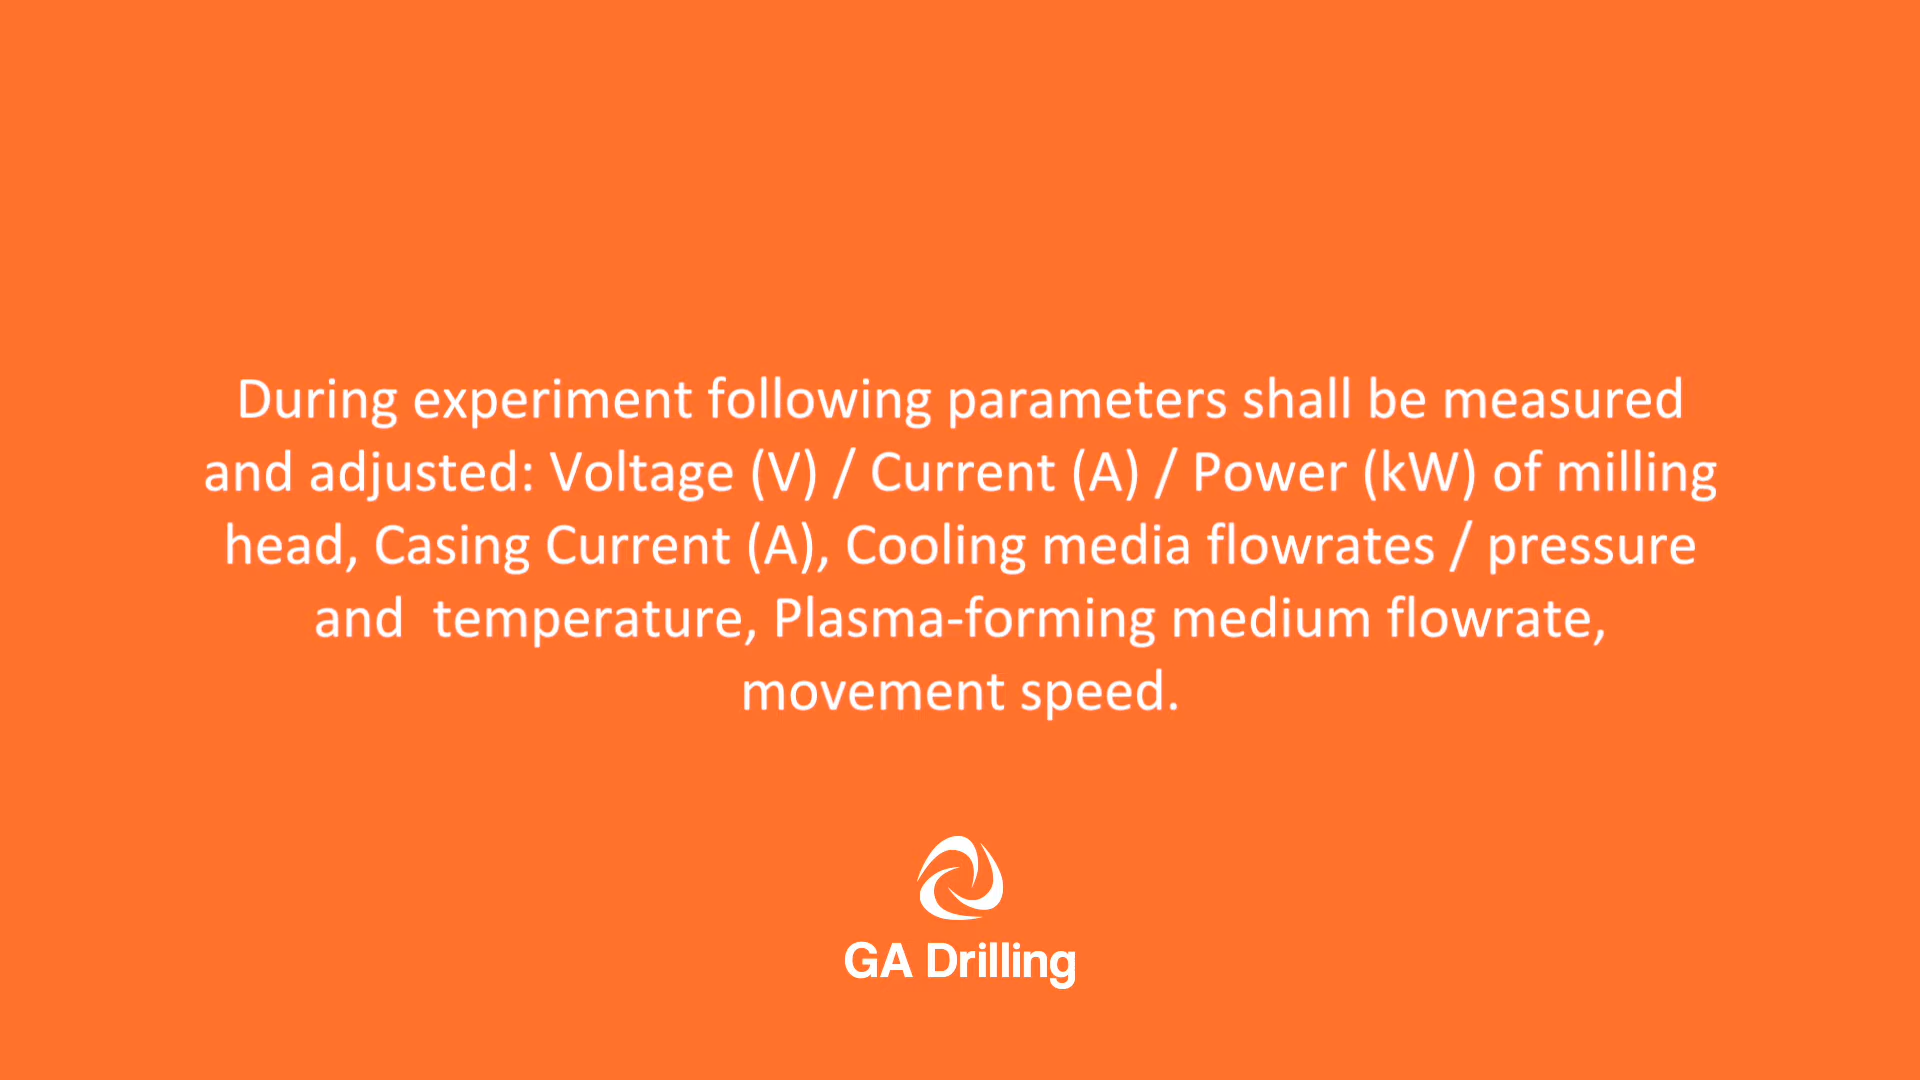 During experiment following parameters shall be measured
and adjusted: Voltage (V) / Current (A) / Power (kW) of milling
head, Casing Current (A), Cooling media flowrates / pressure
and  temperature, Plasma-forming medium flowrate,
movement speed.
GA Drilling